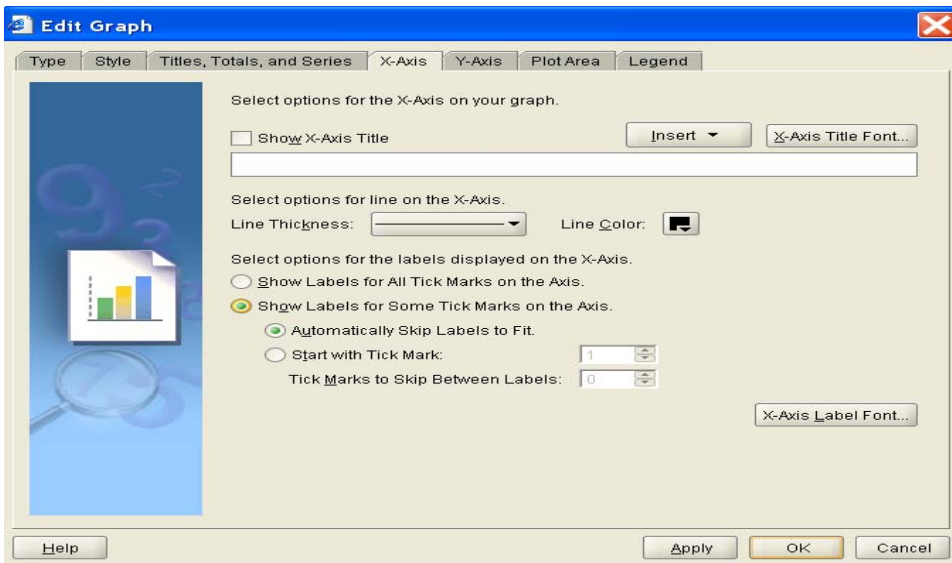 Edit Graph
Type Style Titles, Totals, and Series X-Axis Y-Axis Plot Area Legend
Select options for the X-Axis on your graph.
Show X-Axis Title Insert X-Axis Title Font...
Select options for line on the X-Axis.
Line Thickness: Line Color:
Select options for the labels displayed on the X-Axis.
Show Labels for All Tick Marks on the Axis.
Show Labels for Some Tick Marks on the Axis.
Automatically Skip Labels to Fit.
Start with Tick Mark: 1
Tick Marks to Skip Between Labels: 0
X-Axis Label Font...
Help Apply OK Cancel